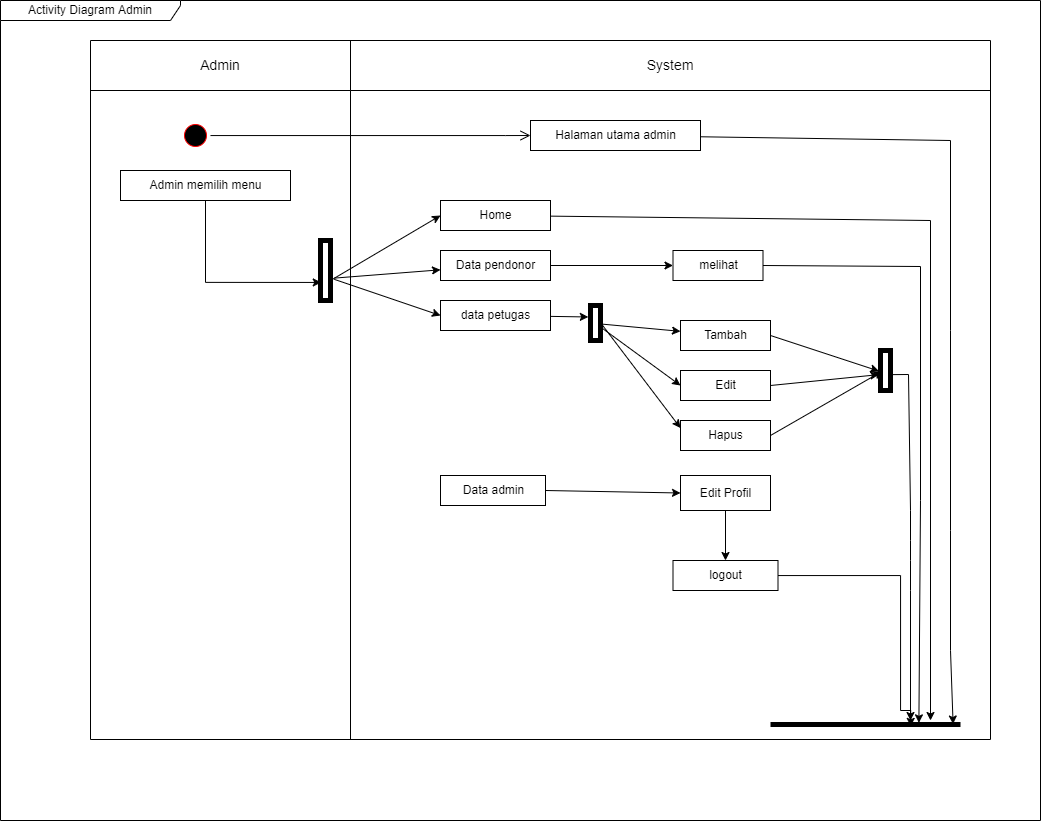 Activity Diagram Admin
Admin
System
Halaman utama admin
Admin memilih menu
Home
Data pendonor
melihat
data petugas
Tambah
Edit
Hapus
Data admin
Edit Profil
logout